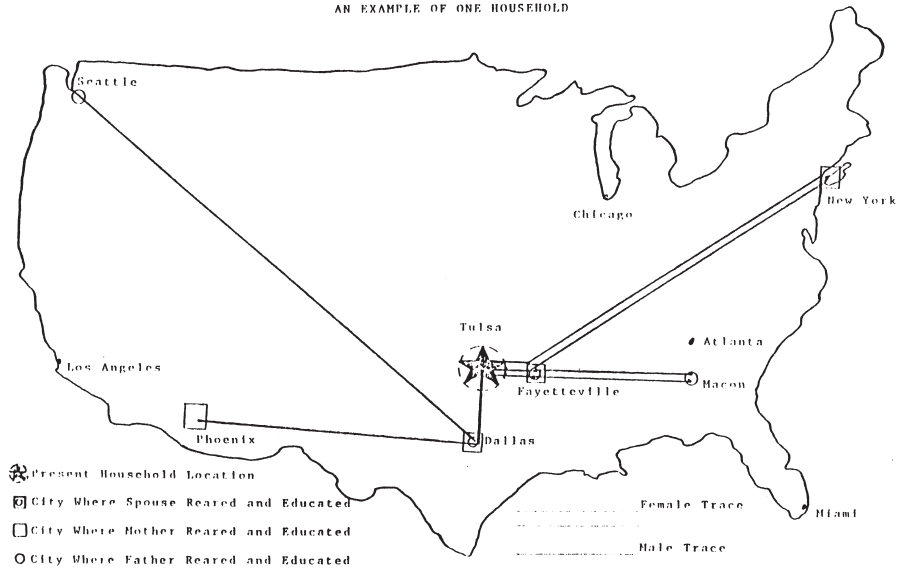 AN EXAMPLE OF ONE HOUSEHOLD
Seattle
New York
Chicago
Tulsa
Atlanta
Los Angeles
Macon
Fayetteville
Phoenix
Dallas
Present Household Location
City Where Spouse Reared and Educated
Female Trace
Miami
City Where Mother Reared and Educated
Male Trace
City Where Father Reared and Educated